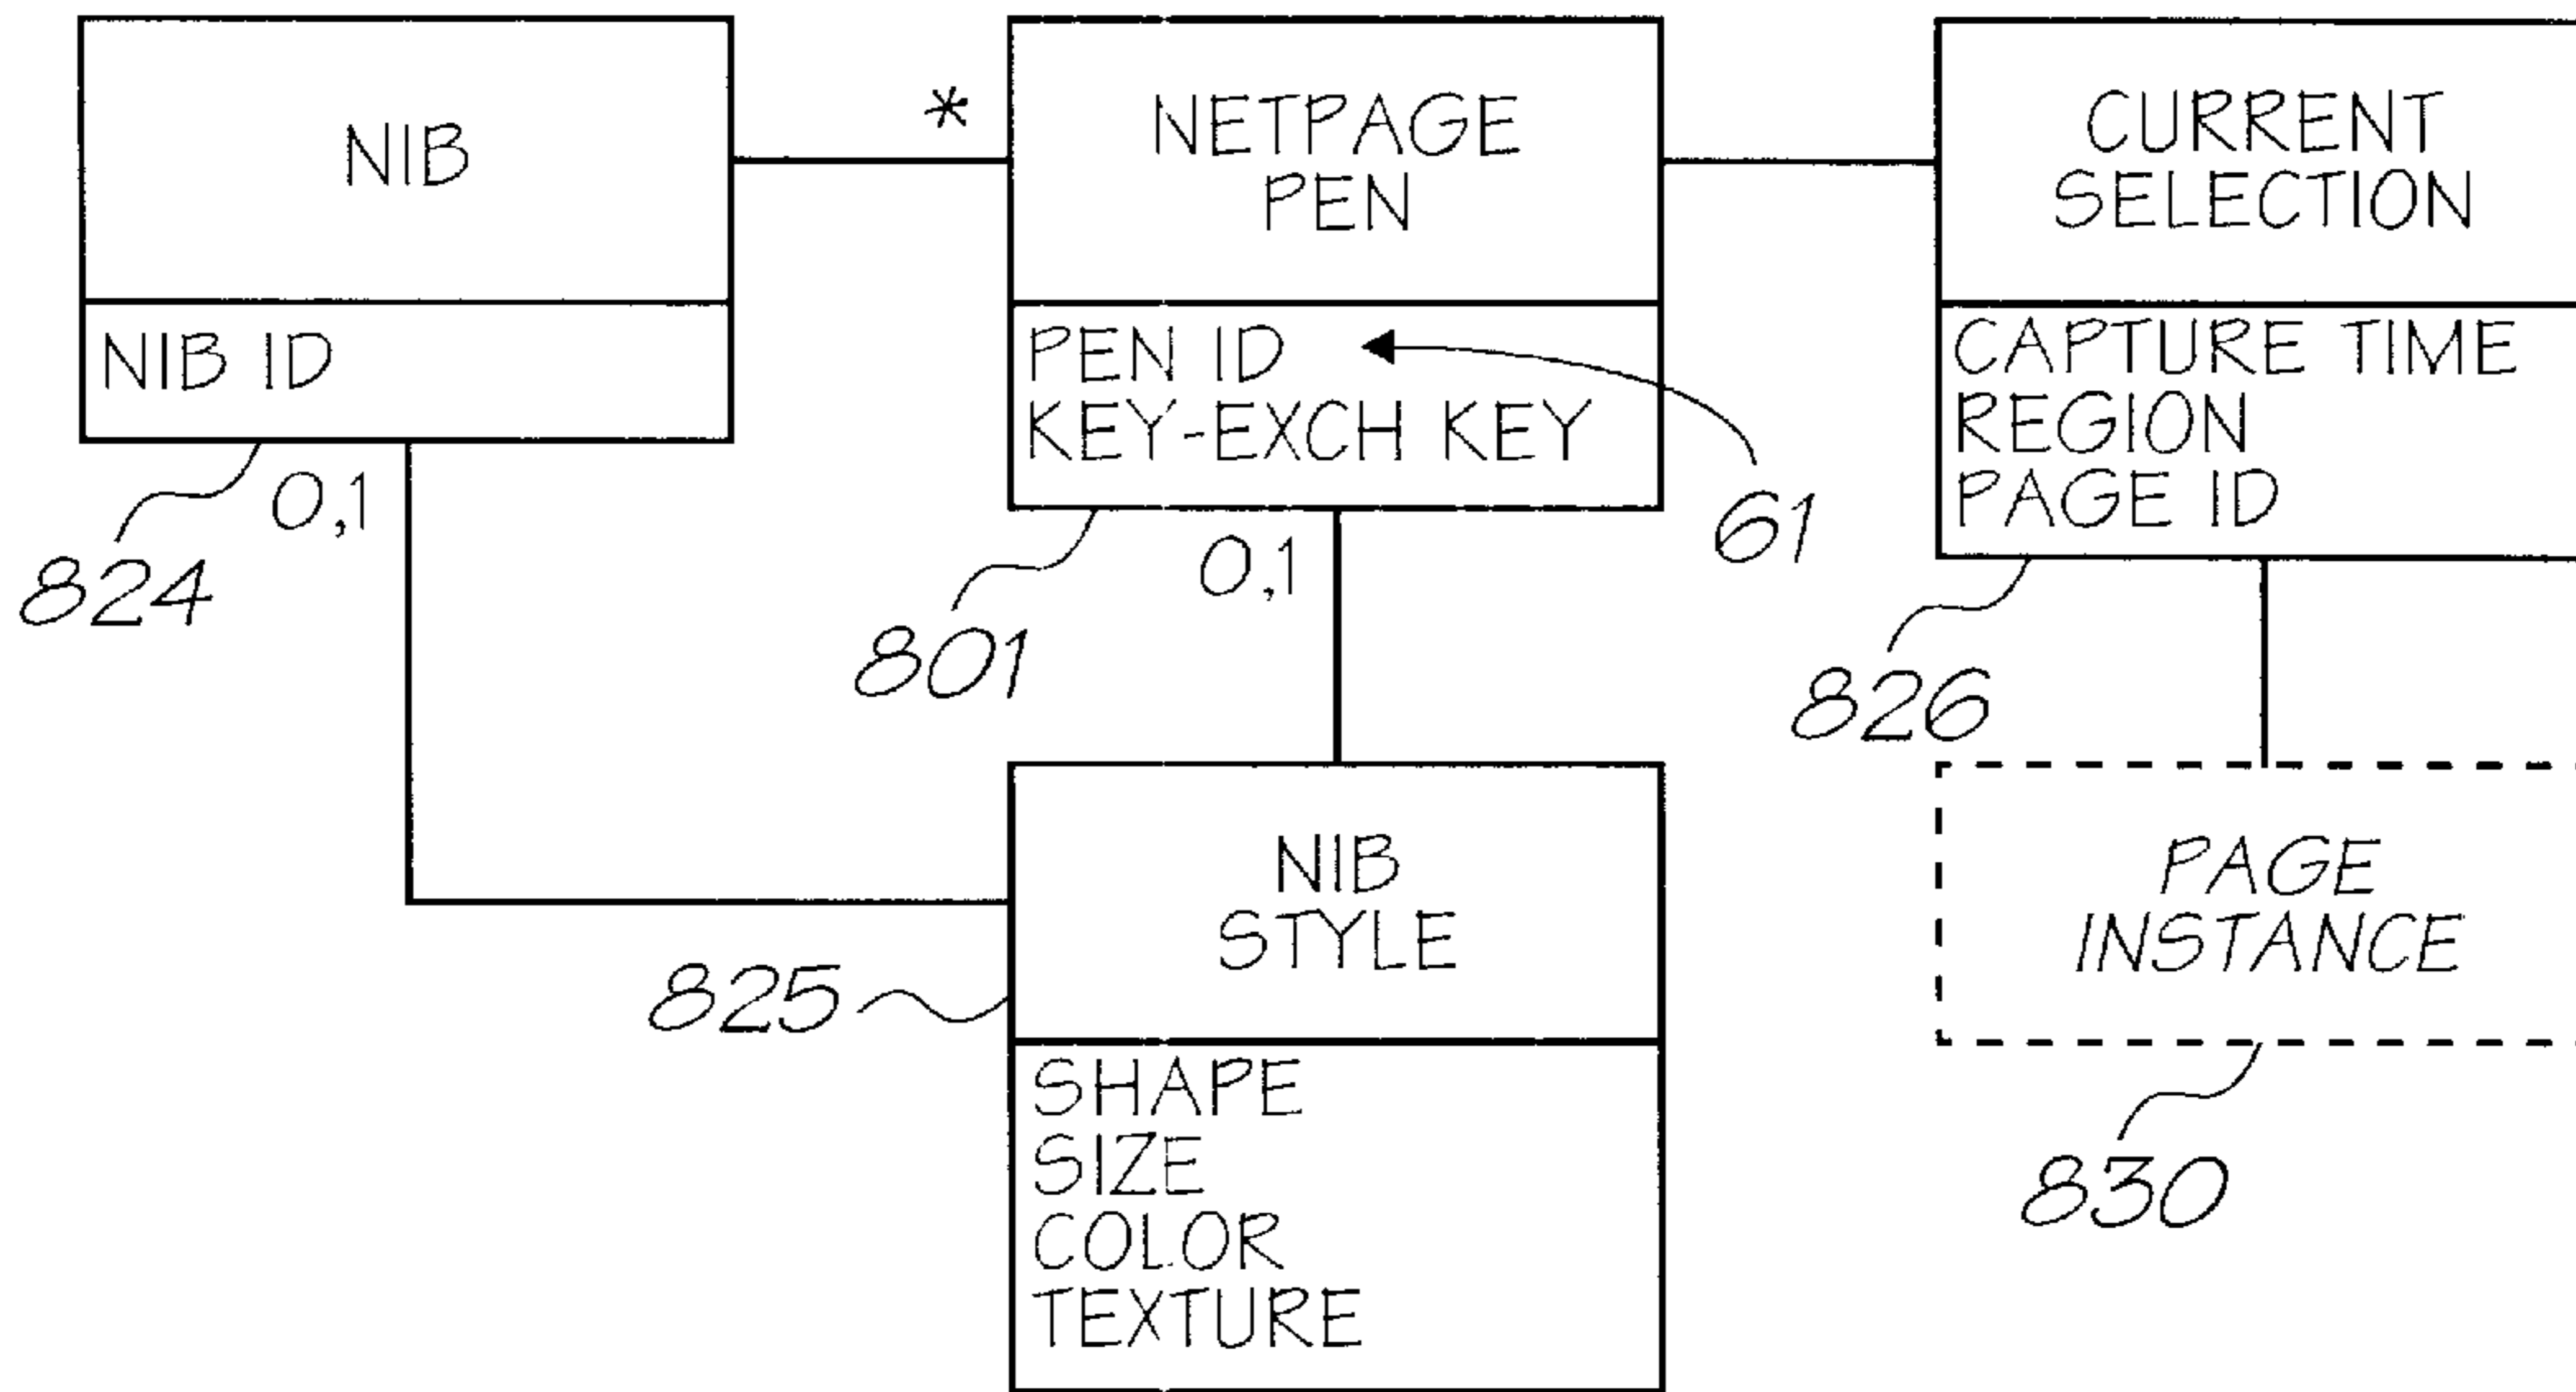 NIB
NIB ID
0,1
824
*
NETPAGE
PEN
PEN ID
KEY-EXCH KEY
61
0,1
801
CURRENT
SELECTION
CAPTURE TIME
REGION
PAGE ID
826
NIB
STYLE
825
SHAPE
SIZE
COLOR
TEXTURE
PAGE
INSTANCE
830